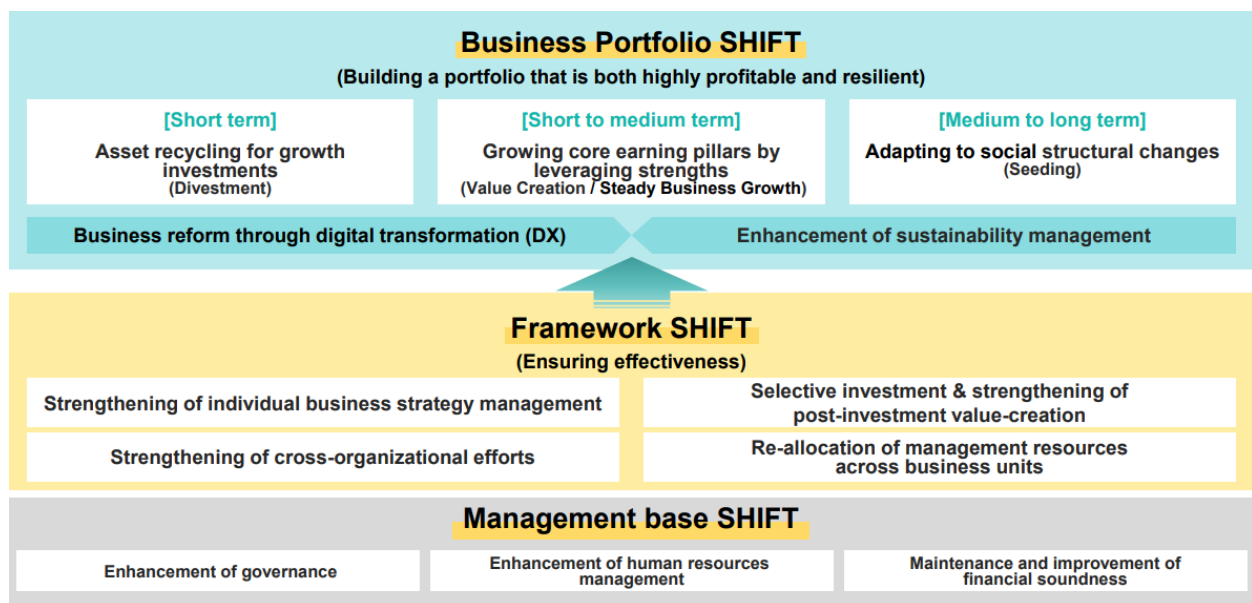 Business Portfolio SHIFT
(Building a portfolio that is both highly profitable and resilient)
[Short term]
Asset recycling for growth
investments
(Divestment)
[Short to medium term]
Growing core earning pillars by
leveraging strengths
(Value Creation / Steady Business Growth)
[Medium to long term]
Adapting to social structural changes
(Seeding)
Business reform through digital transformation (DX)
Enhancement of sustainability management
Framework SHIFT
(Ensuring effectiveness)
Strengthening of individual business strategy management
Selective investment & strengthening of
post-investment value-creation
Strengthening of cross-organizational efforts
Re-allocation of management resources
across business units
Management base SHIFT
Enhancement of governance
Enhancement of human resources
management
Maintenance and improvement of
financial soundness